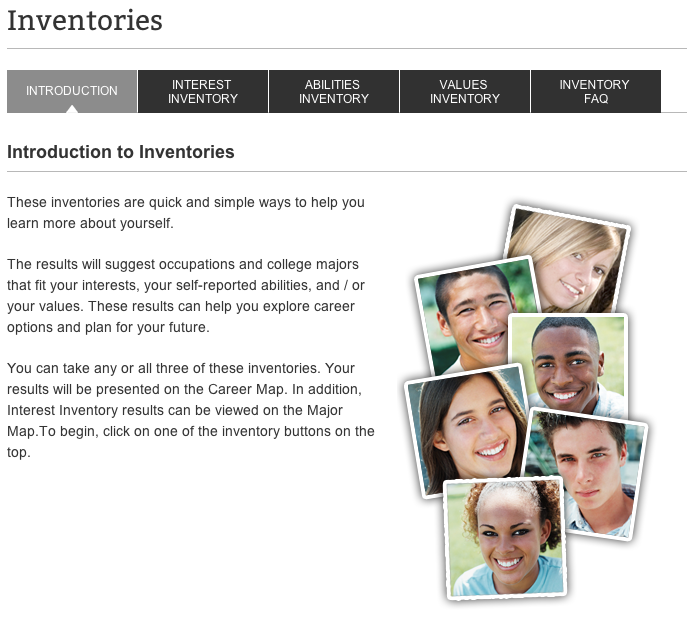 Inventories
INTRODUCTION
INTEREST
INVENTORY
ABILITIES
INVENTORY
VALUES
INVENTORY
INVENTORY
FAQ
Introduction to Inventories
These inventories are quick and simple ways to help you
learn more about yourself.
The results will suggest occupations and college majors
that fit your interests, your self-reported abilities, and / or
your values. These results can help you explore career
options and plan for your future.
You can take any or all three of these inventories. Your
results will be presented on the Career Map. In addition,
Interest Inventory results can be viewed on the Major
Map.To begin, click on one of the inventory buttons on the
top.